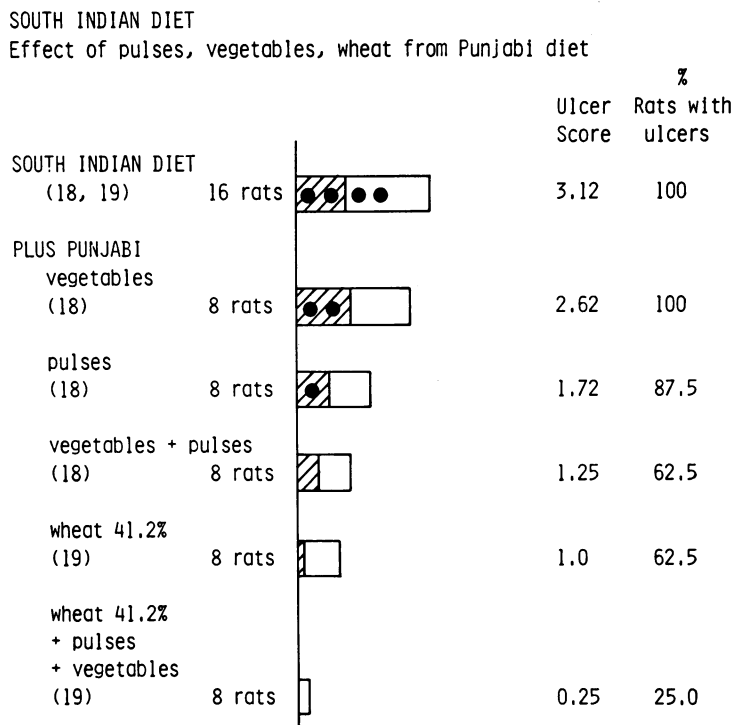 SOUTH INDIAN DIET
Effect of pulses, vegetables, wheat from Punjabi diet
%
Ulcer Rats with
Score ulcers
SOUTH INDIAN DIET
(18, 19) 16 rats 3.12 100
PLUS PUNJABI
vegetables
(18) 8 rats 2.62 100
pulses
(18) 8 rats 1.72 87.5
vegetables + pulses
(18) 8 rats 1.25 62.5
wheat 41.2%
(19) 8 rats 1.0 62.5
wheat 41.2%
+ pulses
+ vegetables
(19) 8 rats 0.25 25.0